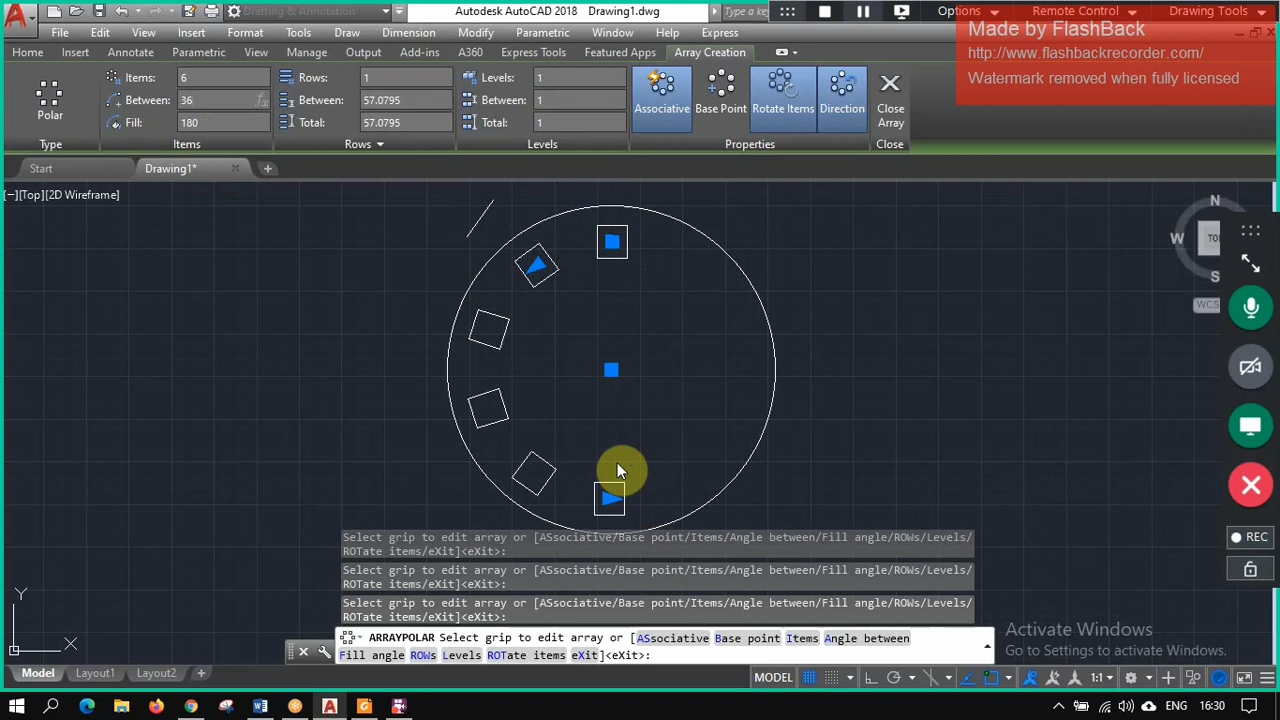 Drafting & Annotation
Autodesk AutoCAD 2018 Drawing1.dwg
Type a key
Options
Remote Control
Drawing Tools
File Edit View Insert Format Tools Draw Dimension Modify Parametric Window Help Express
Made by FlashBack
http://www.flashbackrecorder.com/
Watermark removed when fully licensed
Home Insert Annotate Parametric View Manage Output Add-ins A360 Express Tools Featured Apps Array Creation
Items: 6 Rows: 1 Levels: 1
Between: 36 Between: 57.0795 Between: 1
Fill: 180 Total: 57.0795 Total: 1
Polar
Associative Base Point Rotate Items Direction Close Array
Type Items Rows Levels Properties Close
Start Drawing1*
[−][Top][2D Wireframe]
N
W TOP
S
WCS
REC
Select grip to edit array or [ASsociative/Base point/Items/Angle between/Fill angle/ROWs/Levels/
ROTate items/eXit]<eXit>:
Select grip to edit array or [ASsociative/Base point/Items/Angle between/Fill angle/ROWs/Levels/
ROTate items/eXit]<eXit>:
Select grip to edit array or [ASsociative/Base point/Items/Angle between/Fill angle/ROWs/Levels/
ROTate items/eXit]<eXit>:
ARRAYPOLAR Select grip to edit array or [ASsociative Base point Items Angle between
Fill angle ROWs Levels ROTate items eXit]<eXit>:
Y
X
Activate Windows
Go to Settings to activate Windows.
Model Layout1 Layout2 +
MODEL 1:1
ENG 16:30